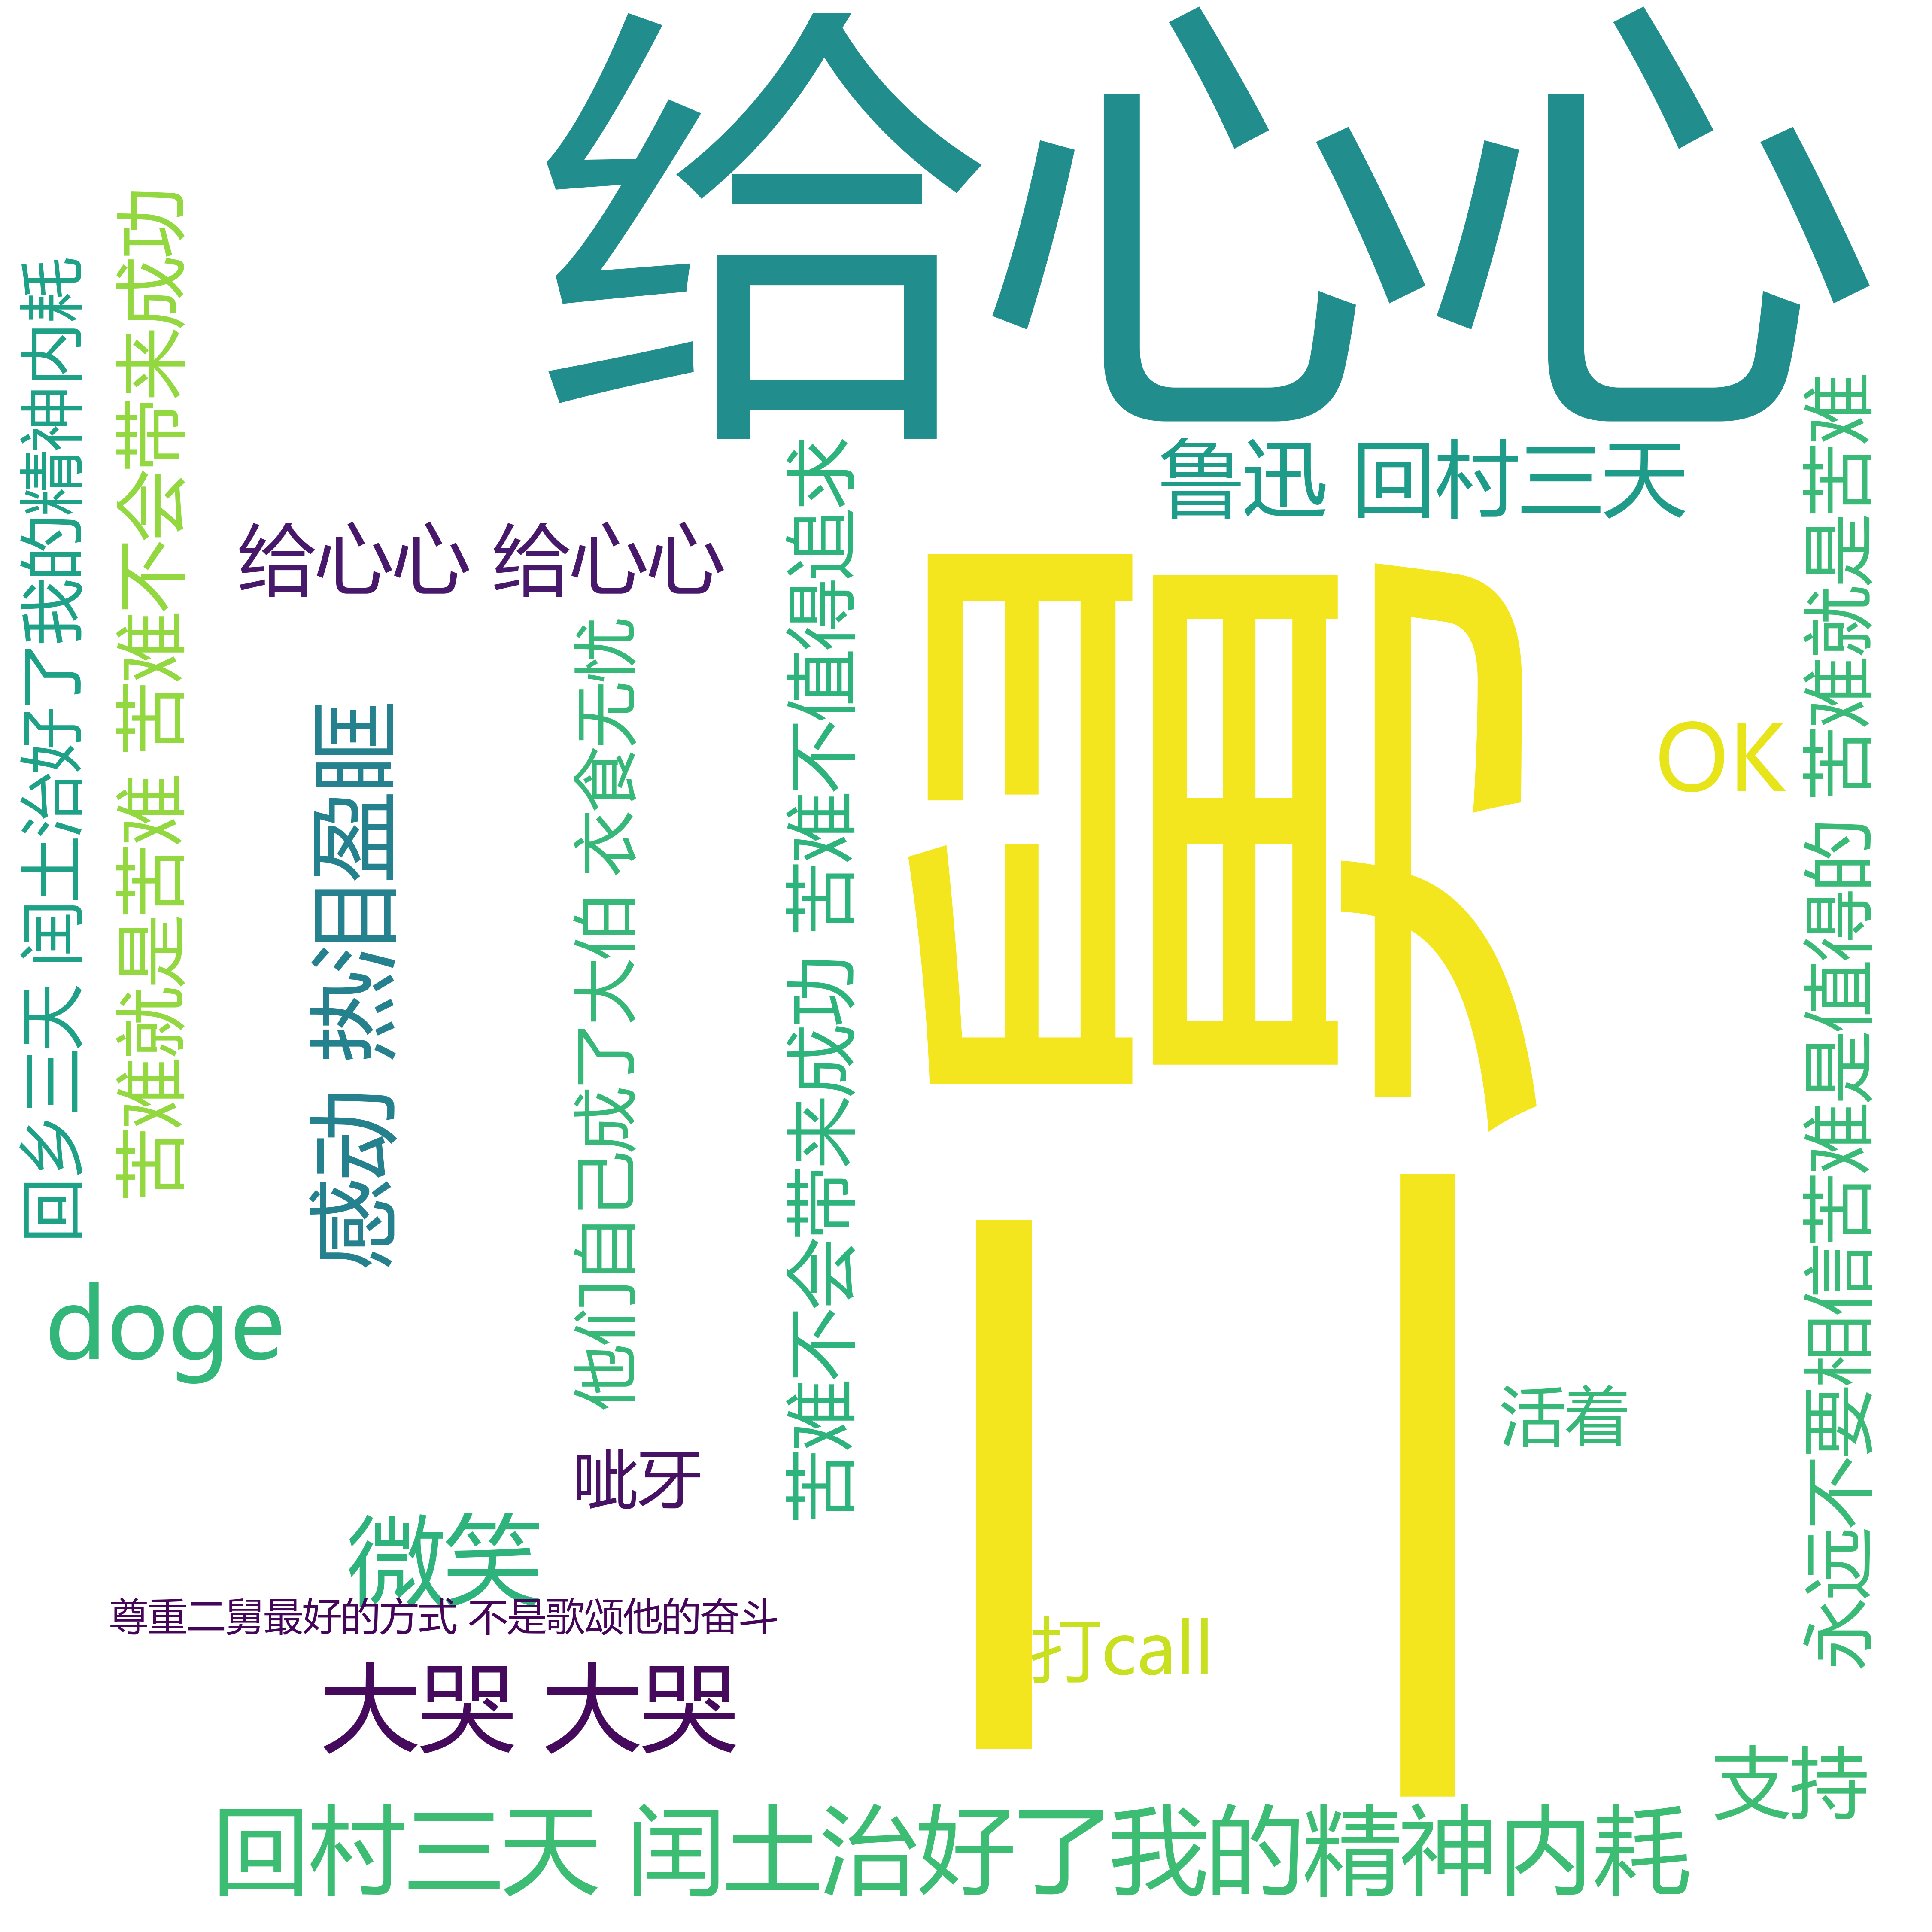 给心心
鲁迅 回村三天
给心心 给心心
回乡三天 闰土治好了我的精神内耗
苦难就是苦难 苦难不会带来成功
感动 热泪盈眶
他们自己成了大伯 衣食无忧
苦难不会带来成功 苦难不值得追求
二舅
OK
永远不要相信苦难是值得的 苦难就是苦难
doge
活着
呲牙
微笑
尊重二舅最好的方式 不是歌颂他的奋斗
打call
大哭 大哭
支持
回村三天 闰土治好了我的精神内耗